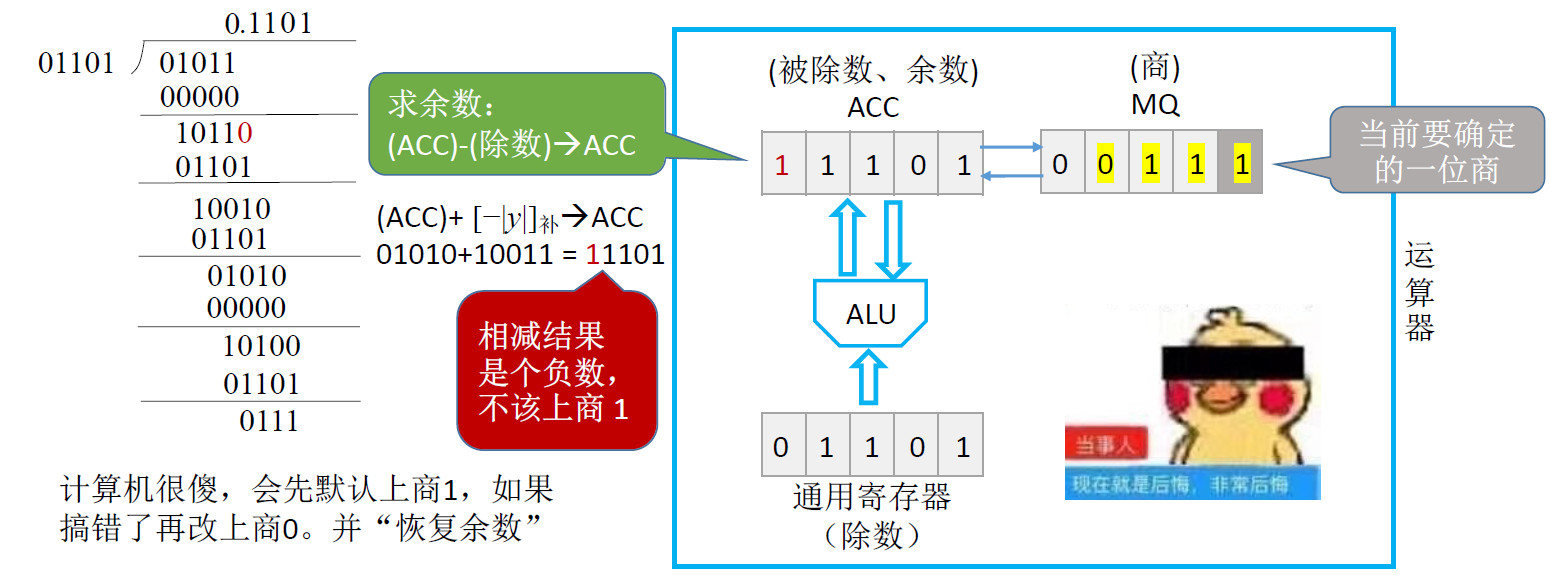 0.1101
01101
01011
00000
10110
01101
10010
01101
01010
00000
10100
01101
0111
求余数：
(ACC)-(除数)→ACC
(ACC)+ [−|y|]补→ACC
01010+10011 = 11101
相减结果
是个负数，
不该上商 1
计算机很傻，会先默认上商1，如果
搞错了再改上商0。并“恢复余数”
(被除数、余数)
ACC
1 1 1 0 1
(商)
MQ
0 0 1 1 1
当前要确定
的一位商
ALU
0 1 1 0 1
通用寄存器
（除数）
运算器
当事人
现在就是后悔，非常后悔